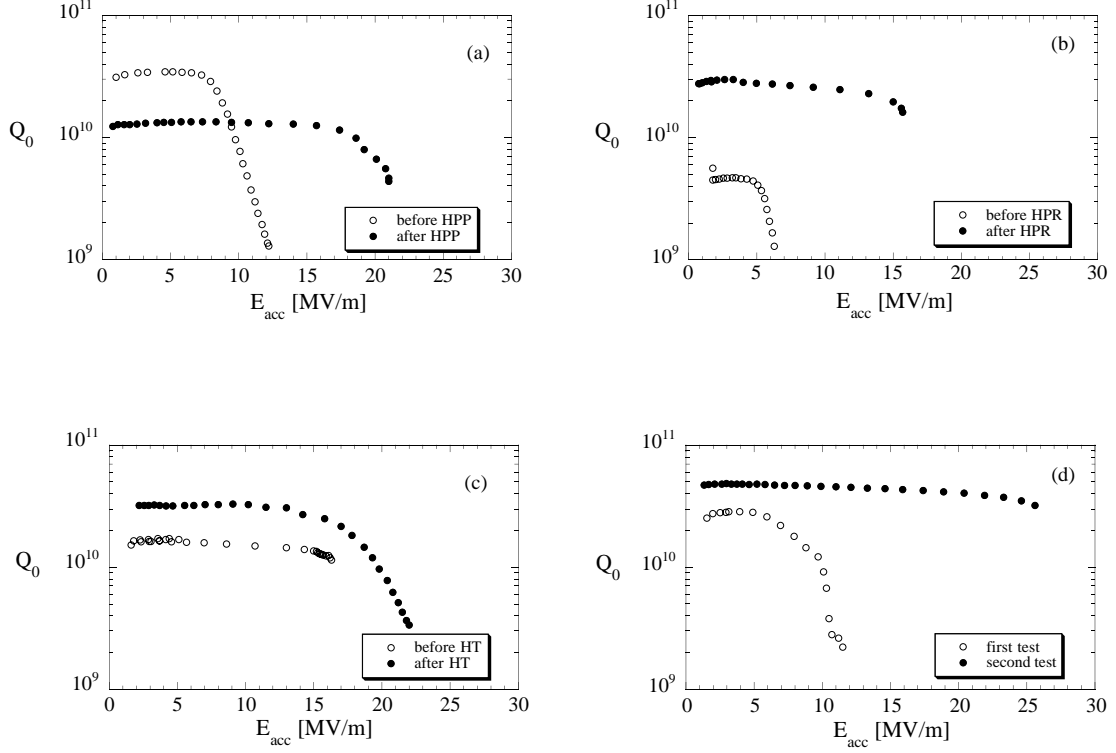 10^11
(a)
Q_0
10^10
before HPP
after HPP
10^9
0 5 10 15 20 25 30
E_acc [MV/m]
10^11
(b)
Q_0
10^10
before HPR
after HPR
10^9
0 5 10 15 20 25 30
E_acc [MV/m]
10^11
(c)
Q_0
10^10
before HT
after HT
10^9
0 5 10 15 20 25 30
E_acc [MV/m]
10^11
(d)
Q_0
10^10
first test
second test
10^9
0 5 10 15 20 25 30
E_acc [MV/m]